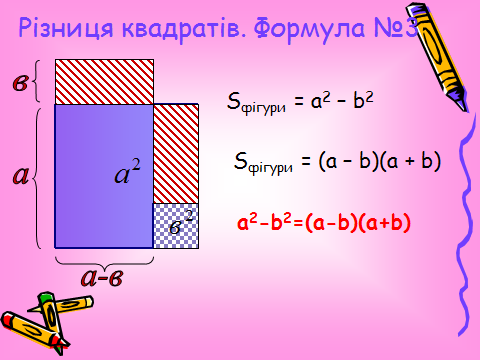 Різниця квадратів. Формула №3
в
Sфігури = a² – b²
a
a²
Sфігури = (a – b)(a + b)
в²
a²-b²=(a-b)(a+b)
а-в